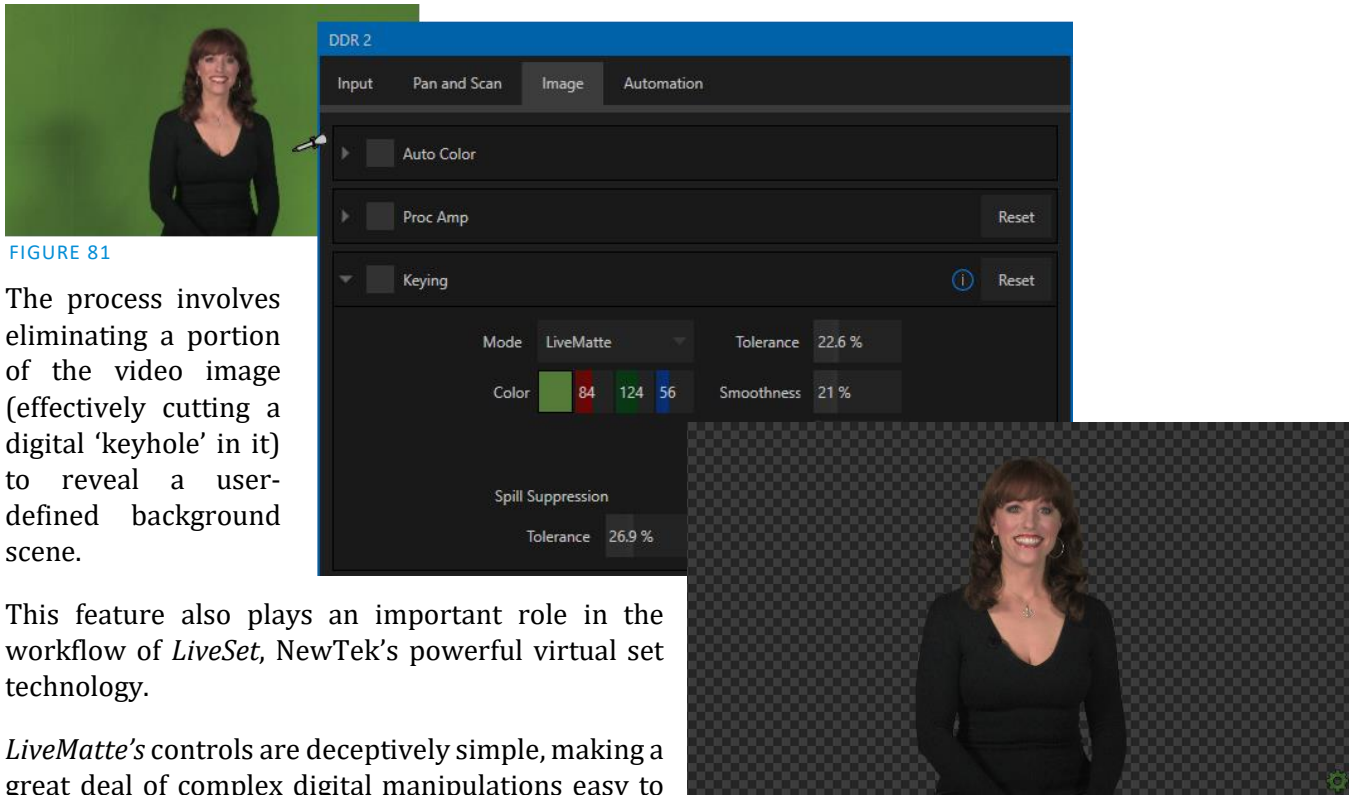 DDR 2
Input Pan and Scan Image Automation
Auto Color
Proc Amp Reset
Keying i Reset
Mode LiveMatte Tolerance 22.6 %
Color 84 124 56 Smoothness 21 %
Spill Suppression
Tolerance 26.9 %
FIGURE 81
The process involves
eliminating a portion
of the video image
(effectively cutting a
digital ‘keyhole’ in it)
to reveal a user-
defined background
scene.
This feature also plays an important role in the
workflow of LiveSet, NewTek’s powerful virtual set
technology.
LiveMatte’s controls are deceptively simple, making a
great deal of complex digital manipulations easy to